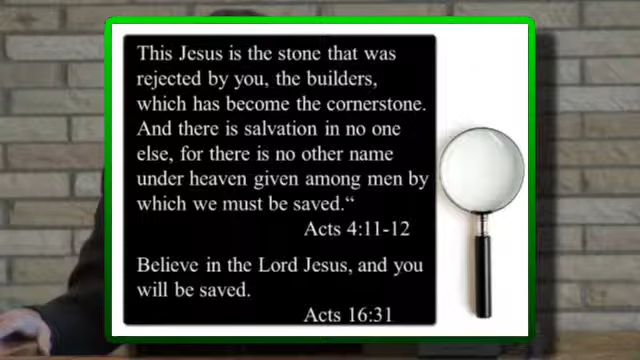 This Jesus is the stone that was
rejected by you, the builders,
which has become the cornerstone.
And there is salvation in no one
else, for there is no other name
under heaven given among men by
which we must be saved.“
Acts 4:11-12
Believe in the Lord Jesus, and you
will be saved.
Acts 16:31